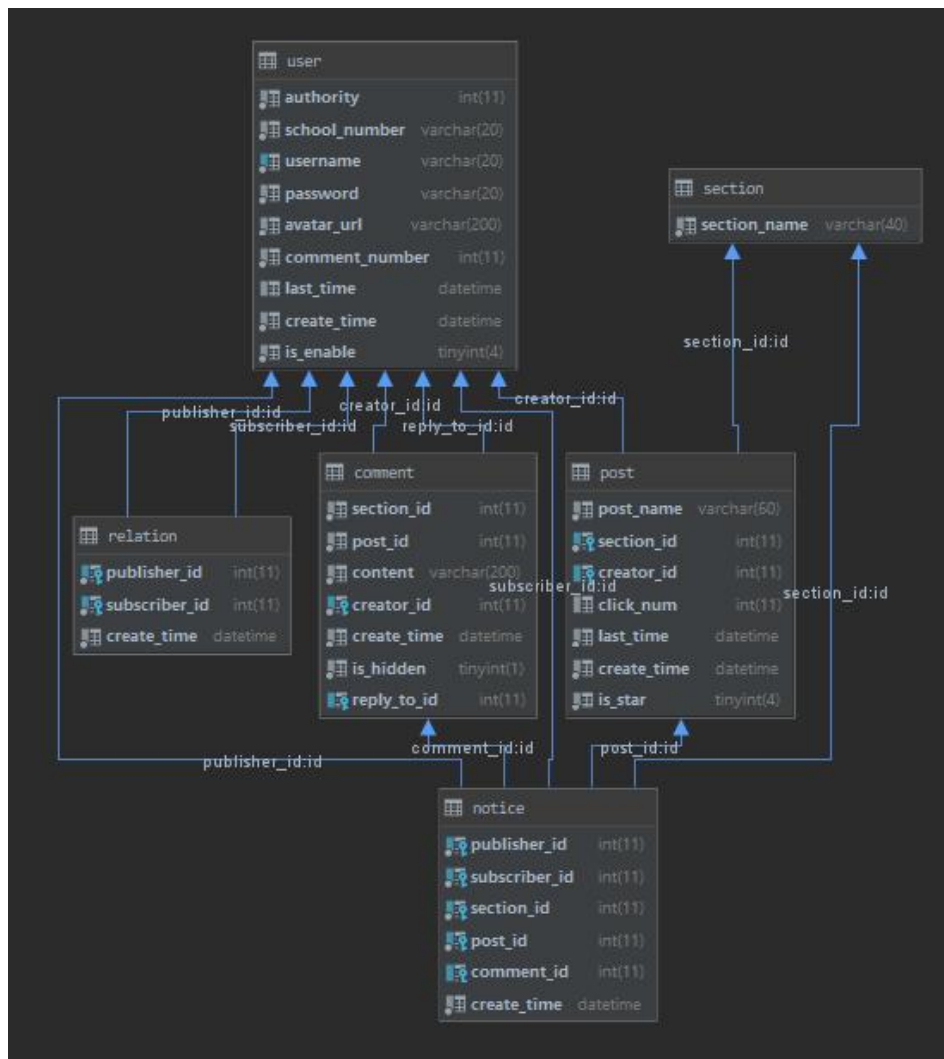 user
authority int(11)
school_number varchar(20)
username varchar(20)
password varchar(20)
avatar_url varchar(200)
comment_number int(11)
last_time datetime
create_time datetime
is_enable tinyint(4)
section
section_name varchar(40)
section_id:id
creator_id:id
creator_id:id
publisher_id:id
subscriber_id:id
reply_to_id:id
comment
section_id int(11)
post_id int(11)
content varchar(200)
creator_id int(11)
create_time datetime
is_hidden tinyint(1)
reply_to_id int(11)
post
post_name varchar(60)
section_id int(11)
creator_id int(11)
click_num int(11)
last_time datetime
create_time datetime
is_star tinyint(4)
relation
publisher_id int(11)
subscriber_id int(11)
create_time datetime
subscriber_id:id
section_id:id
comment_id:id
post_id:id
publisher_id:id
notice
publisher_id int(11)
subscriber_id int(11)
section_id int(11)
post_id int(11)
comment_id int(11)
create_time datetime